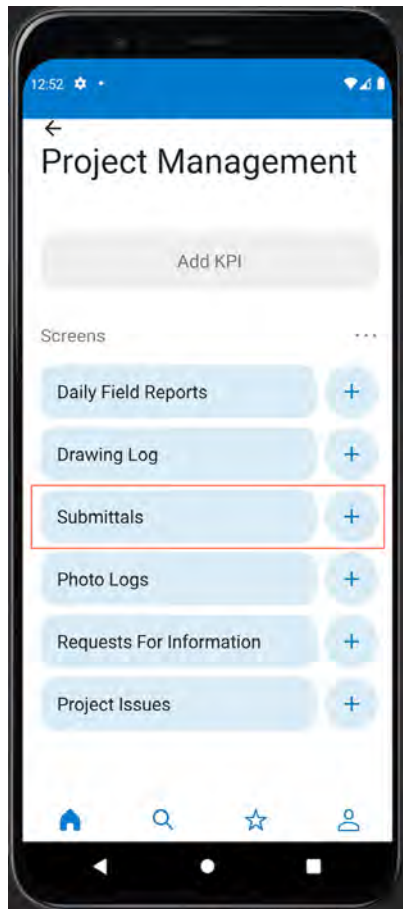 12:52
Project Management
Add KPI
Screens
Daily Field Reports
Drawing Log
Submittals
Photo Logs
Requests For Information
Project Issues